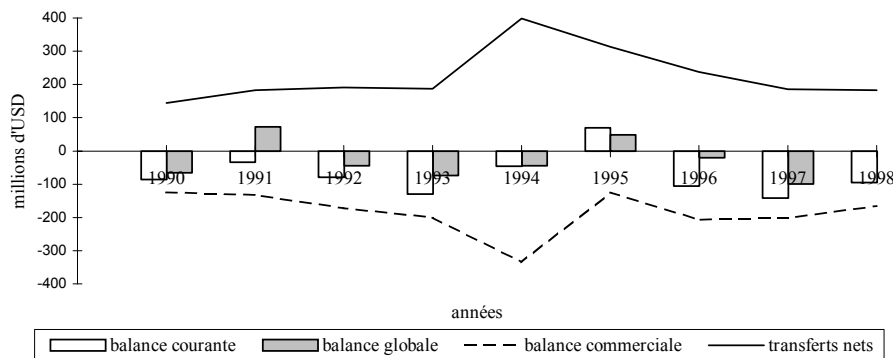 400
300
200
100
0
-100
-200
-300
-400
millions d'USD
1990 1991 1992 1993 1994 1995 1996 1997 1998
années
balance courante balance globale balance commerciale transferts nets